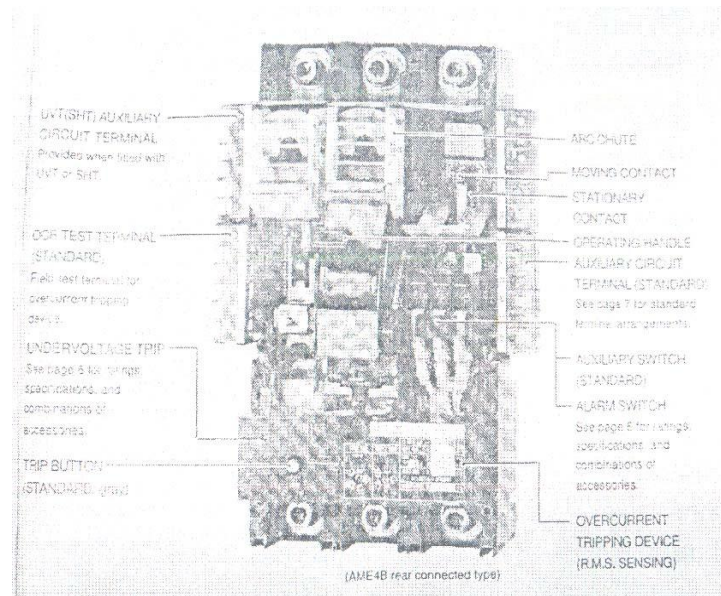 UVT(SHT) AUXILIARY
CIRCUIT TERMINAL
Provided when fitted with
UVT or SHT.
OCR TEST TERMINAL
(STANDARD)
Field test terminal for
overcurrent tripping
device.
UNDERVOLTAGE TRIP
See page 6 for ratings,
specifications, and
combinations of
accessories.
TRIP BUTTON
(STANDARD, gray)
ARC CHUTE
MOVING CONTACT
STATIONARY
CONTACT
OPERATING HANDLE
AUXILIARY CIRCUIT
TERMINAL (STANDARD)
See page 7 for standard
terminal arrangements.
AUXILIARY SWITCH
(STANDARD)
ALARM SWITCH
See page 6 for ratings,
specifications, and
combinations of
accessories.
OVERCURRENT
TRIPPING DEVICE
(R.M.S. SENSING)
(AME4B rear connected type)